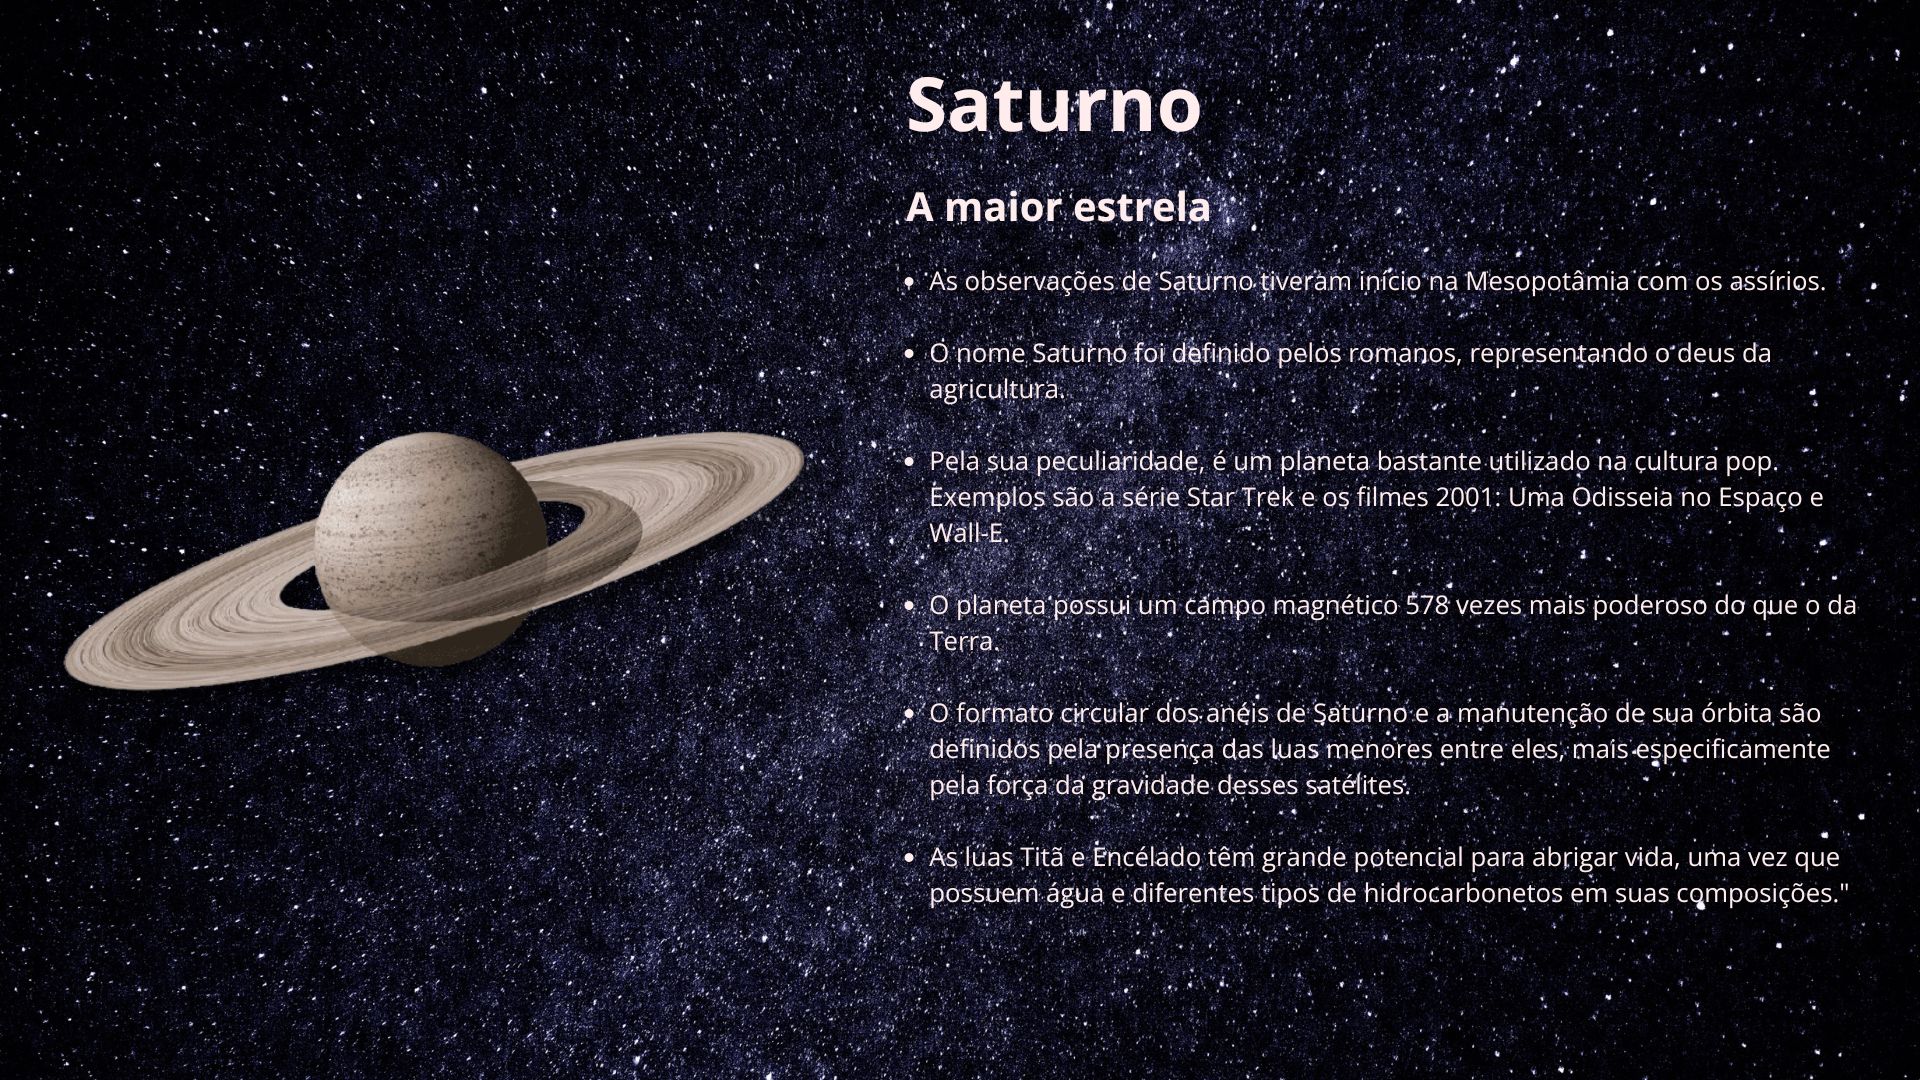 Saturno
A maior estrela
• As observações de Saturno tiveram início na Mesopotâmia com os assírios.
• O nome Saturno foi definido pelos romanos, representando o deus da
agricultura.
• Pela sua peculiaridade, é um planeta bastante utilizado na cultura pop.
Exemplos são a série Star Trek e os filmes 2001: Uma Odisseia no Espaço e
Wall-E.
• O planeta possui um campo magnético 578 vezes mais poderoso do que o da
Terra.
• O formato circular dos anéis de Saturno e a manutenção de sua órbita são
definidos pela presença das luas menores entre eles, mais especificamente
pela força da gravidade desses satélites.
• As luas Titã e Encélado têm grande potencial para abrigar vida, uma vez que
possuem água e diferentes tipos de hidrocarbonetos em suas composições."